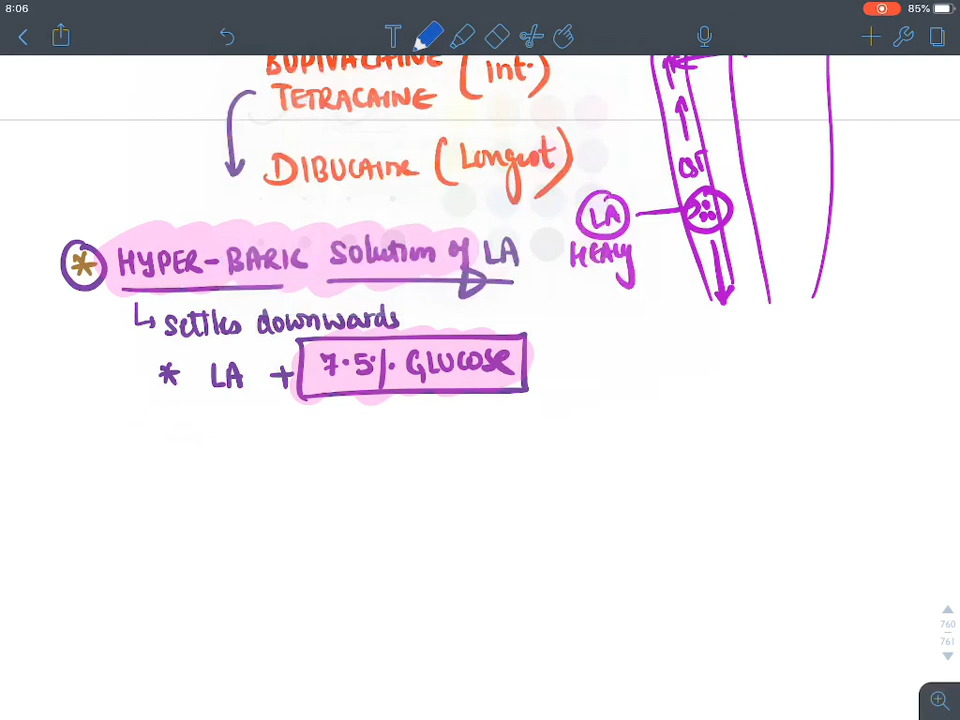 8:06
85%
T
BUPIVACAINE (Int.)
TETRACAINE
DIBUCAINE (Longest)
LA
HEAVY
* HYPER-BARIC Solution of LA
↳ settles downwards
* LA + 7.5% GLUCOSE
760
761